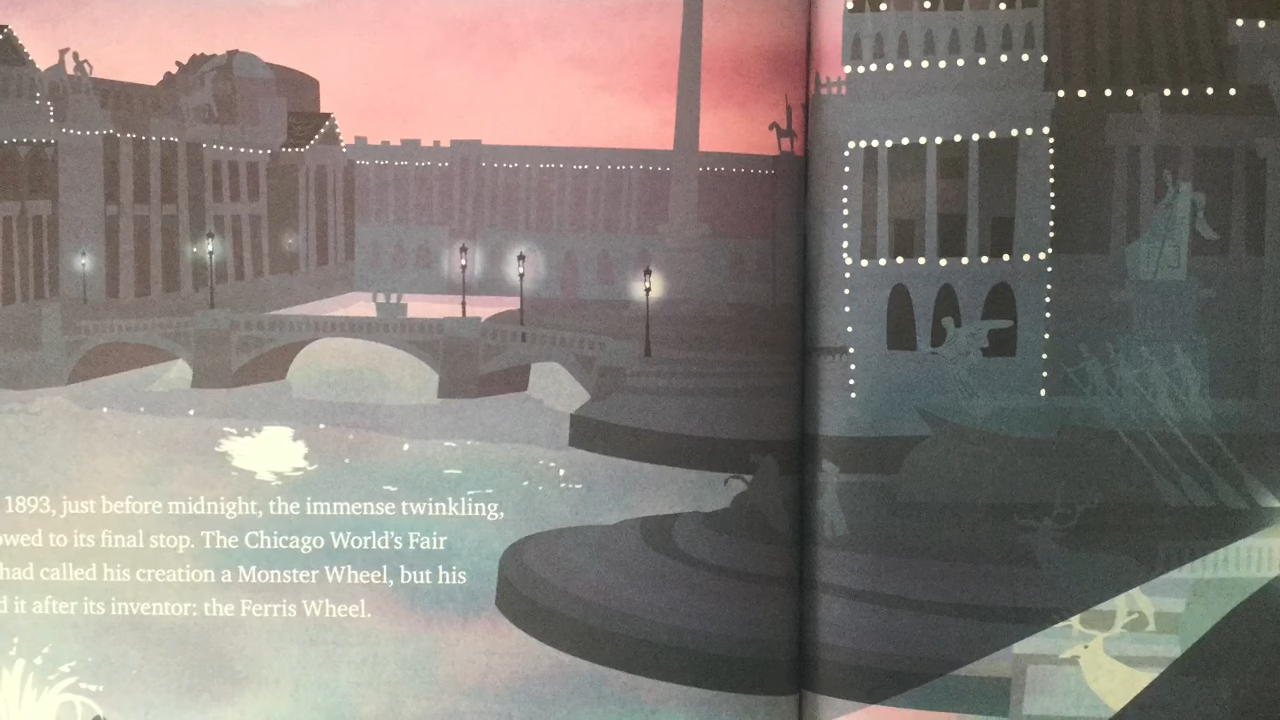 1893, just before midnight, the immense twinkling,
owed to its final stop. The Chicago World's Fair
had called his creation a Monster Wheel, but his
d it after its inventor: the Ferris Wheel.